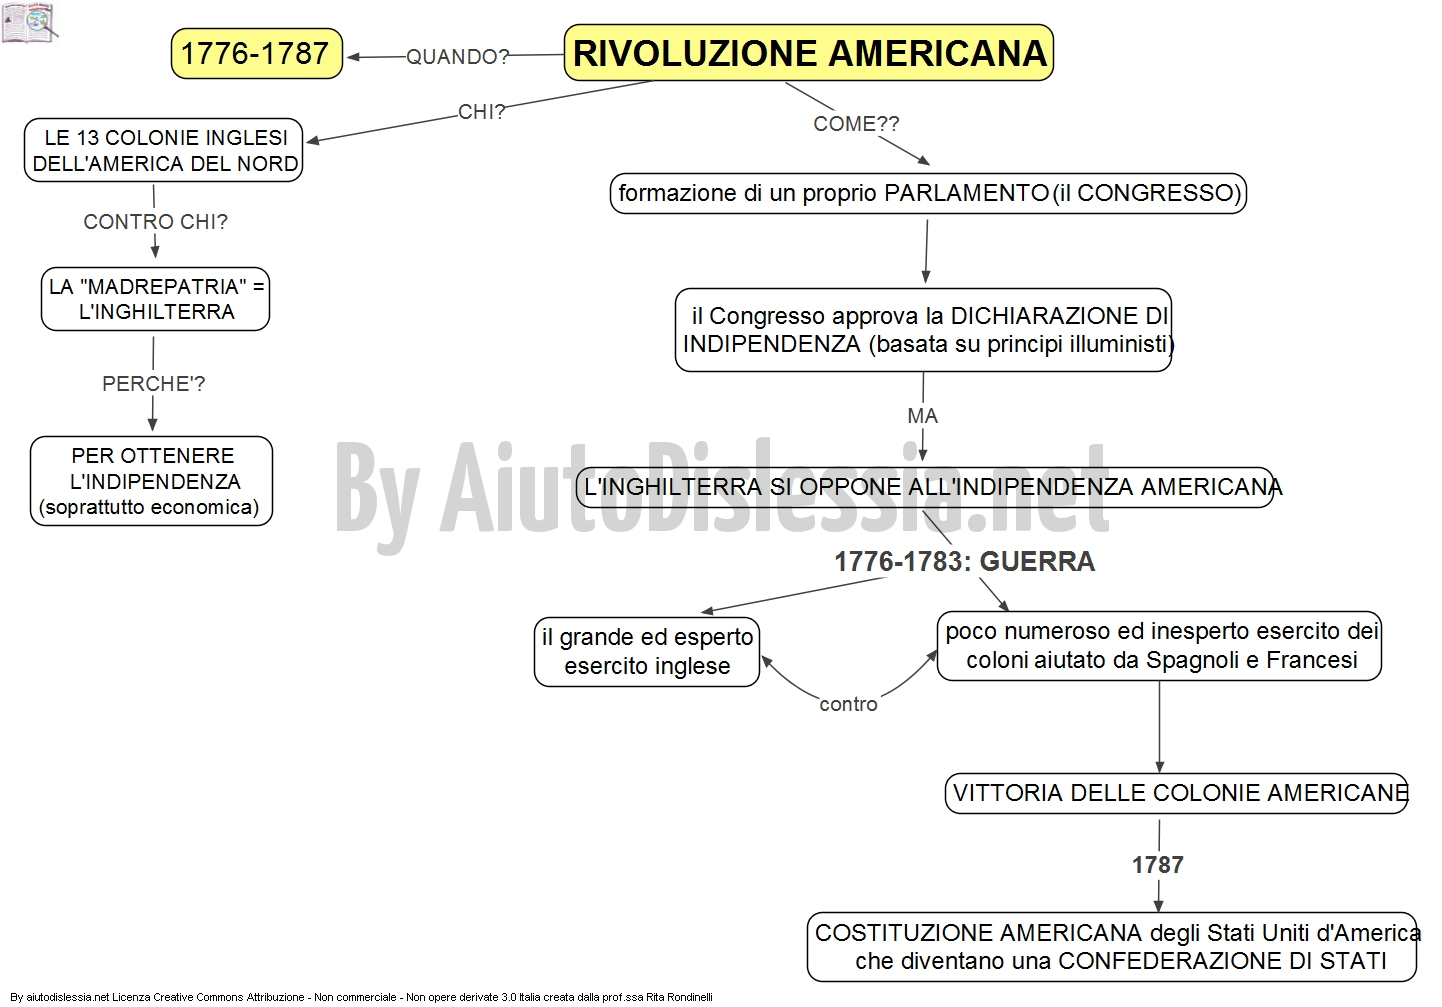 1776-1787
QUANDO?
RIVOLUZIONE AMERICANA
CHI?
COME??
LE 13 COLONIE INGLESI
DELL'AMERICA DEL NORD
formazione di un proprio PARLAMENTO (il CONGRESSO)
CONTRO CHI?
LA "MADREPATRIA" =
L'INGHILTERRA
il Congresso approva la DICHIARAZIONE DI
INDIPENDENZA (basata su principi illuministi)
PERCHE'?
MA
PER OTTENERE
L'INDIPENDENZA
(soprattutto economica)
By AiutoDislessia.net
L'INGHILTERRA SI OPPONE ALL'INDIPENDENZA AMERICANA
1776-1783: GUERRA
il grande ed esperto
esercito inglese
poco numeroso ed inesperto esercito dei
coloni aiutato da Spagnoli e Francesi
contro
VITTORIA DELLE COLONIE AMERICANE
1787
COSTITUZIONE AMERICANA degli Stati Uniti d'America
che diventano una CONFEDERAZIONE DI STATI
By aiutodislessia.net Licenza Creative Commons Attribuzione - Non commerciale - Non opere derivate 3.0 Italia creata dalla prof.ssa Rita Rondinelli